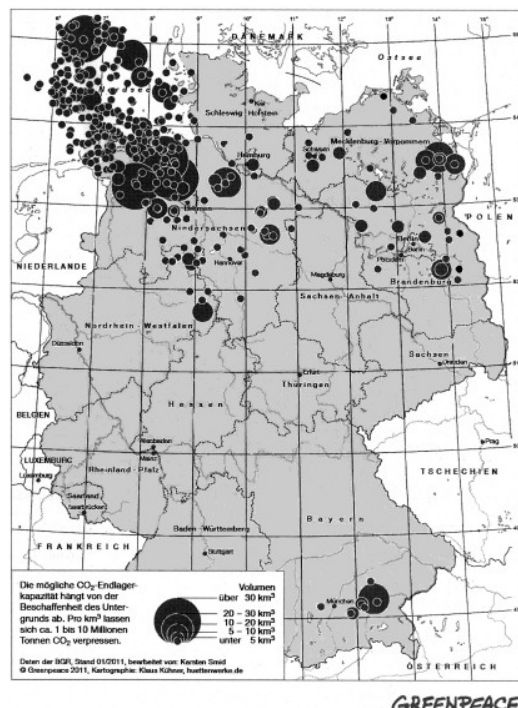 DÄNEMARK
Ostsee
Nordsee
Kiel
Schleswig-Holstein
Mecklenburg-Vorpommern
Schwerin
Hamburg
Bremen
Niedersachsen
POLEN
Berlin
Potsdam
NIEDERLANDE
Hannover
Magdeburg
Brandenburg
Sachsen-Anhalt
Nordrhein-Westfalen
Düsseldorf
Sachsen
Dresden
Erfurt
Thüringen
Hessen
BELGIEN
Wiesbaden
Prag
LUXEMBURG
Mainz
Luxemburg
Rheinland-Pfalz
TSCHECHIEN
Saarland
Saarbrücken
Bayern
Baden-Württemberg
FRANKREICH
Stuttgart
München
Die mögliche CO₂-Endlager-
kapazität hängt von der
Beschaffenheit des Unter-
grunds ab. Pro km³ lassen
sich ca. 1 bis 10 Millionen
Tonnen CO₂ verpressen.
Volumen
über 30 km³
20 - 30 km³
10 - 20 km³
5 - 10 km³
unter 5 km³
Daten der BGR, Stand 01/2011, bearbeitet von: Karsten Smid
© Greenpeace 2011, Kartographie: Klaus Kühner, huettenwerke.de
ÖSTERREICH
GREENPEACE